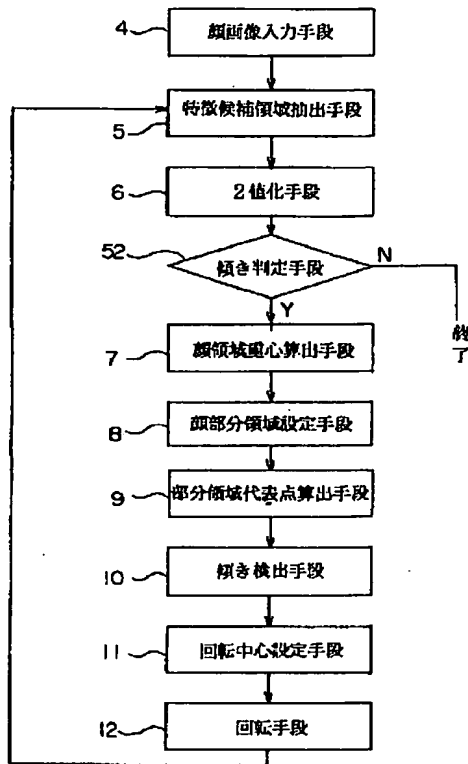 4 顔画像入力手段
特徴候補領域抽出手段
5
6 2値化手段
52 傾き判定手段 N
Y
終了
7 顔領域重心算出手段
8 顔部分領域設定手段
9 部分領域代表点算出手段
10 傾き検出手段
11 回転中心設定手段
12 回転手段